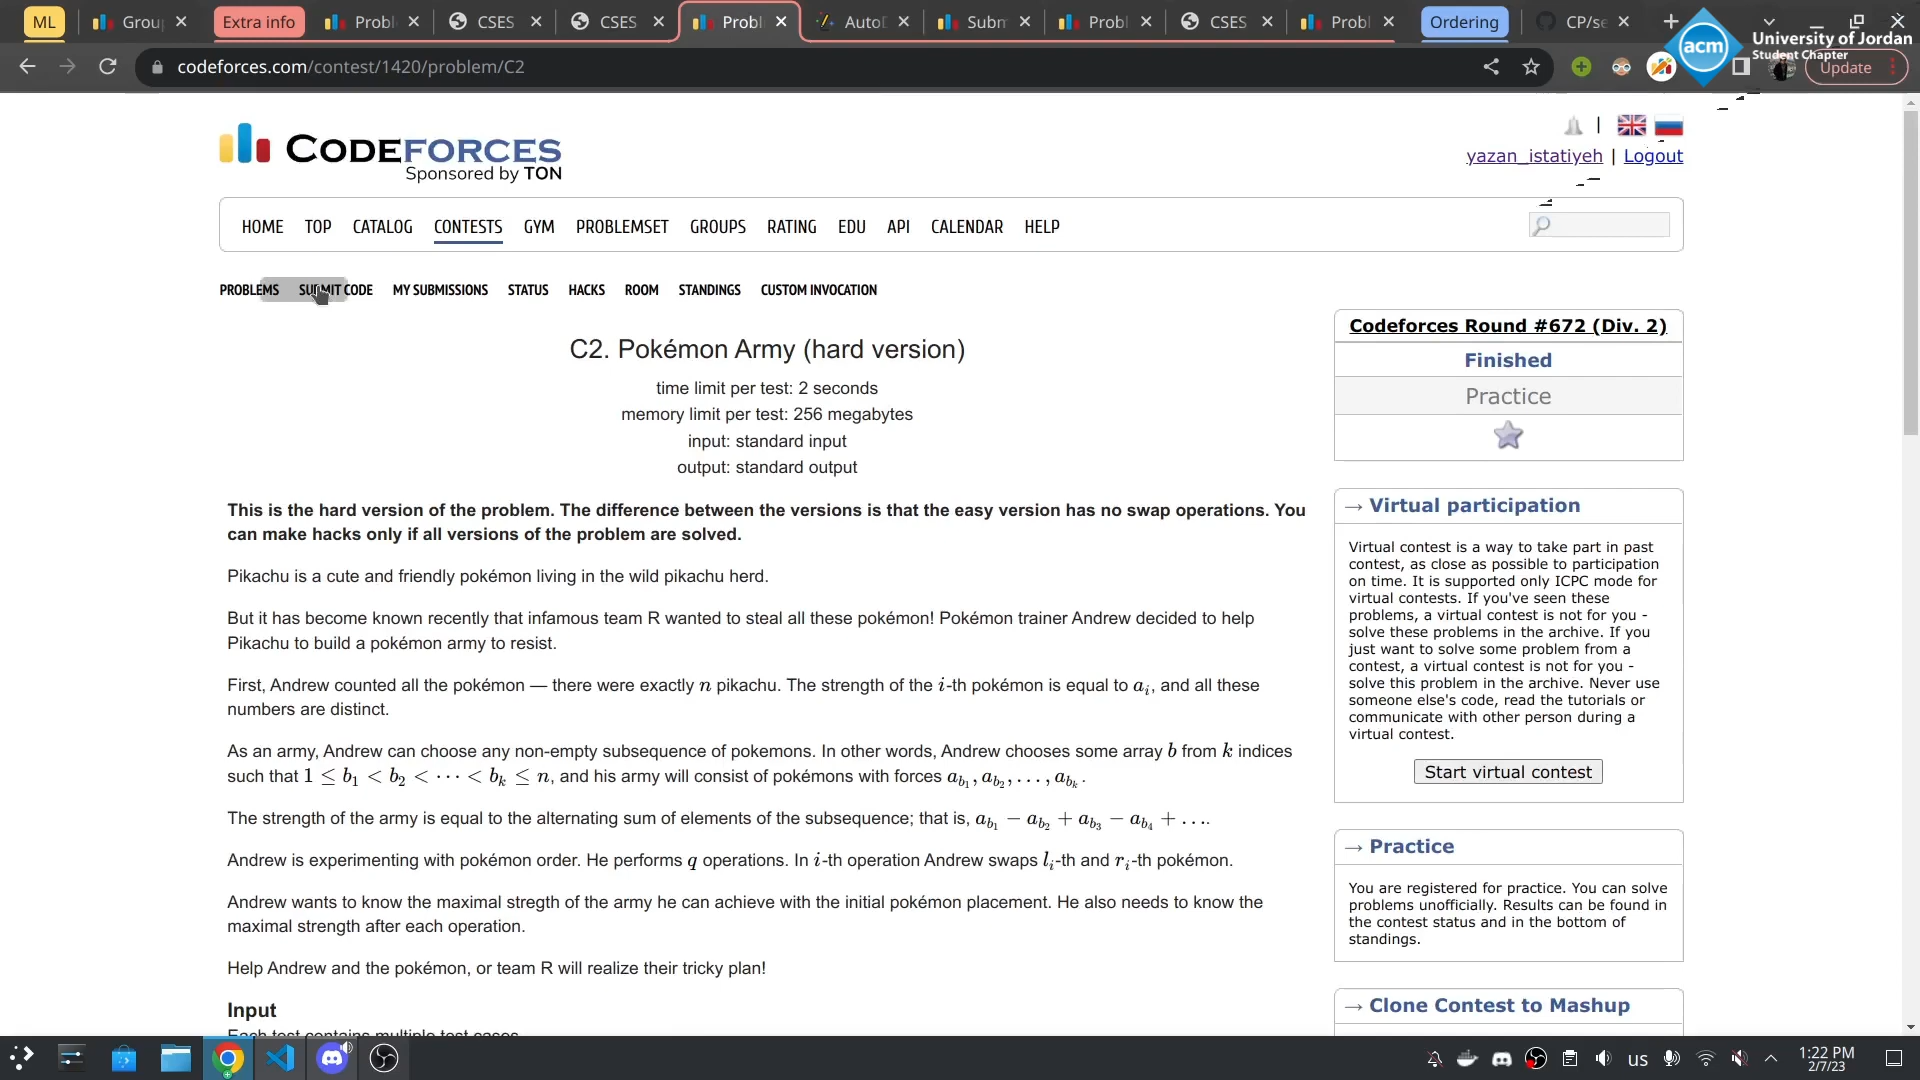 ML
Grou
Extra info
Probl
CSES
CSES
Probl
AutoD
Subm
Probl
CSES
Probl
Ordering
CP/se
acm
University of Jordan
Student Chapter
codeforces.com/contest/1420/problem/C2
Update
CODEFORCES
Sponsored by TON
yazan_istatiyeh | Logout
HOME TOP CATALOG CONTESTS GYM PROBLEMSET GROUPS RATING EDU API CALENDAR HELP
PROBLEMS SUBMIT CODE MY SUBMISSIONS STATUS HACKS ROOM STANDINGS CUSTOM INVOCATION
C2. Pokémon Army (hard version)
time limit per test: 2 seconds
memory limit per test: 256 megabytes
input: standard input
output: standard output
This is the hard version of the problem. The difference between the versions is that the easy version has no swap operations. You
can make hacks only if all versions of the problem are solved.
Pikachu is a cute and friendly pokémon living in the wild pikachu herd.
But it has become known recently that infamous team R wanted to steal all these pokémon! Pokémon trainer Andrew decided to help
Pikachu to build a pokémon army to resist.
First, Andrew counted all the pokémon — there were exactly n pikachu. The strength of the i-th pokémon is equal to a_i, and all these
numbers are distinct.
As an army, Andrew can choose any non-empty subsequence of pokemons. In other words, Andrew chooses some array b from k indices
such that 1 ≤ b_1 < b_2 < ⋯ < b_k ≤ n, and his army will consist of pokémons with forces a_{b_1}, a_{b_2}, …, a_{b_k}.
The strength of the army is equal to the alternating sum of elements of the subsequence; that is, a_{b_1} − a_{b_2} + a_{b_3} − a_{b_4} + ….
Andrew is experimenting with pokémon order. He performs q operations. In i-th operation Andrew swaps l_i-th and r_i-th pokémon.
Andrew wants to know the maximal stregth of the army he can achieve with the initial pokémon placement. He also needs to know the
maximal strength after each operation.
Help Andrew and the pokémon, or team R will realize their tricky plan!
Input
Each test contains multiple test cases.
Codeforces Round #672 (Div. 2)
Finished
Practice
→ Virtual participation
Virtual contest is a way to take part in past
contest, as close as possible to participation
on time. It is supported only ICPC mode for
virtual contests. If you've seen these
problems, a virtual contest is not for you -
solve these problems in the archive. If you
just want to solve some problem from a
contest, a virtual contest is not for you -
solve this problem in the archive. Never use
someone else's code, read the tutorials or
communicate with other person during a
virtual contest.
Start virtual contest
→ Practice
You are registered for practice. You can solve
problems unofficially. Results can be found in
the contest status and in the bottom of
standings.
→ Clone Contest to Mashup
us
1:22 PM
2/7/23